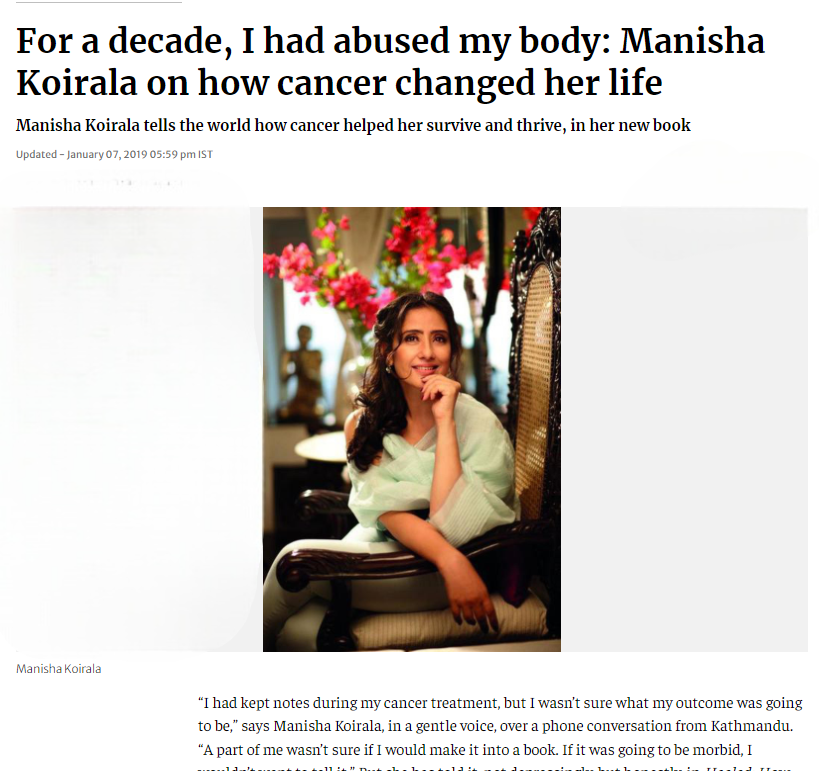 For a decade, I had abused my body: Manisha
Koirala on how cancer changed her life
Manisha Koirala tells the world how cancer helped her survive and thrive, in her new book
Updated - January 07, 2019 05:59 pm IST
Manisha Koirala
“I had kept notes during my cancer treatment, but I wasn’t sure what my outcome was going
to be,” says Manisha Koirala, in a gentle voice, over a phone conversation from Kathmandu.
“A part of me wasn’t sure if I would make it into a book. If it was going to be morbid, I